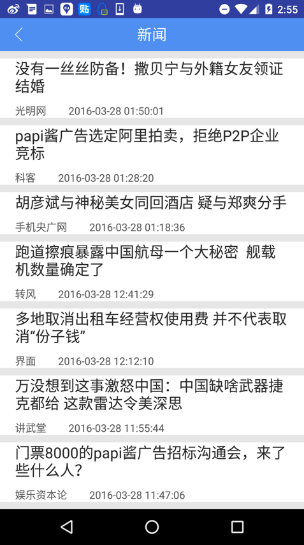 2:55
新闻
没有一丝丝防备！撒贝宁与外籍女友领证
结婚
光明网 2016-03-28 01:50:01
papi酱广告选定阿里拍卖，拒绝P2P企业
竞标
科客 2016-03-28 01:28:20
胡彦斌与神秘美女同回酒店 疑与郑爽分手
手机央广网 2016-03-28 01:18:36
跑道擦痕暴露中国航母一个大秘密 舰载
机数量确定了
转风 2016-03-28 12:41:29
多地取消出租车经营权使用费 并不代表取
消“份子钱”
界面 2016-03-28 12:12:10
万没想到这事激怒中国：中国缺啥武器捷
克都给 这款雷达令美深思
讲武堂 2016-03-28 11:55:44
门票8000的papi酱广告招标沟通会，来了
些什么人？
娱乐资本论 2016-03-28 11:47:06